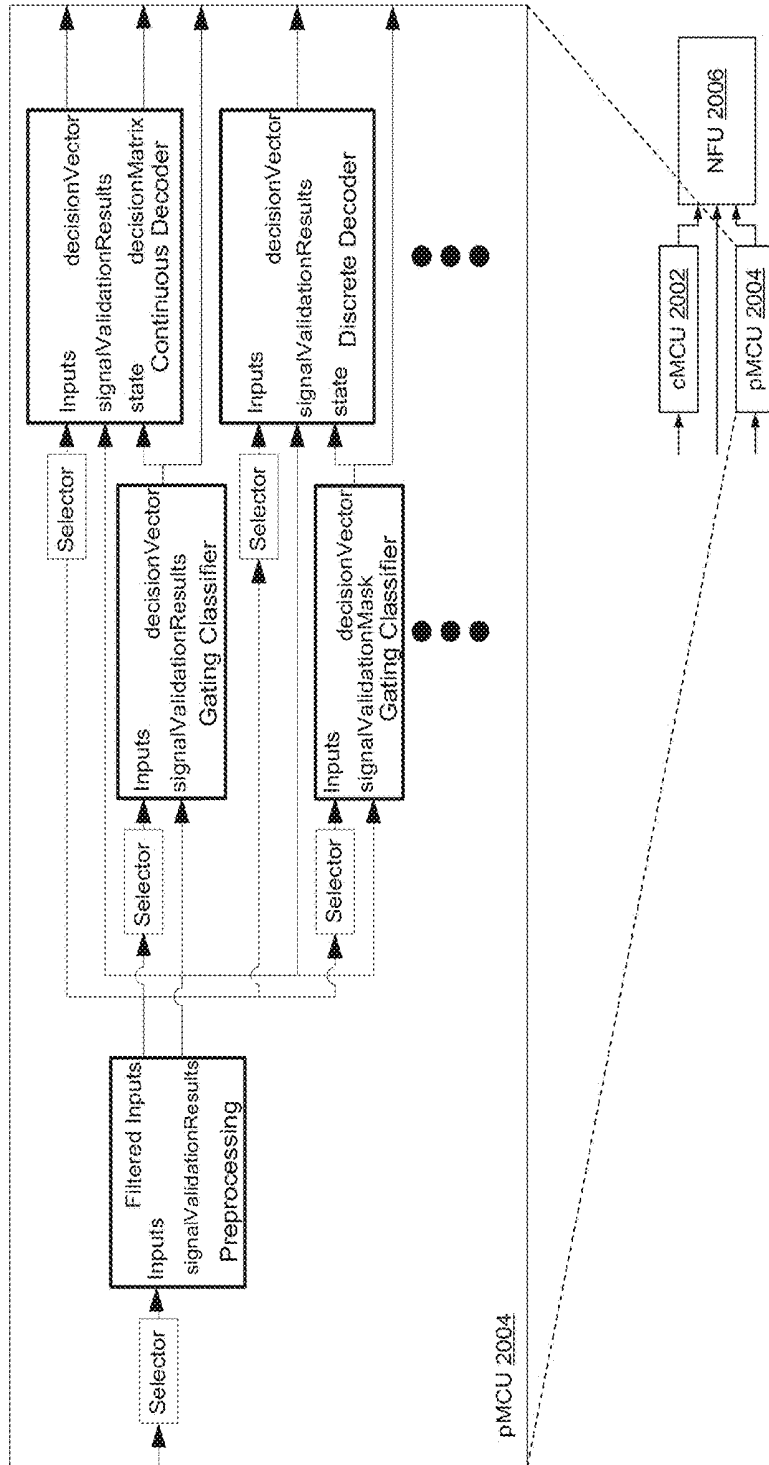 Selector
Filtered Inputs
Inputs
signalValidationResults
Preprocessing
Selector
Inputs
decisionVector
signalValidationResults
Gating Classifier
Selector
Inputs
decisionVector
signalValidationMask
Gating Classifier
Selector
Inputs
decisionVector
signalValidationResults
state
decisionMatrix
Continuous Decoder
Selector
Inputs
decisionVector
signalValidationResults
state
Discrete Decoder
pMCU 2004
cMCU 2002
pMCU 2004
NFU 2006